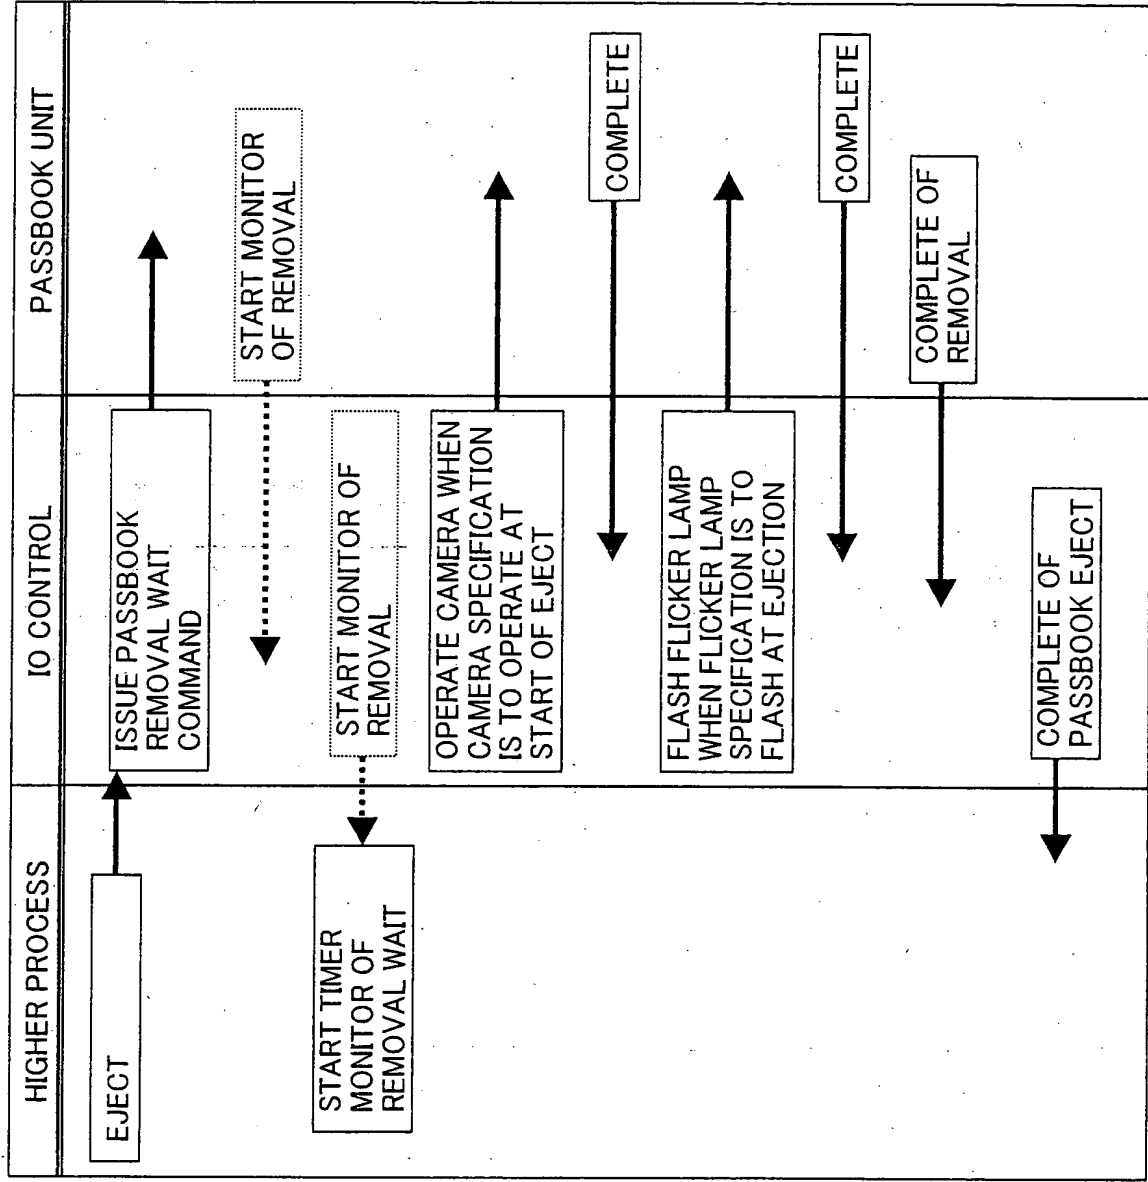 HIGHER PROCESS
IO CONTROL
PASSBOOK UNIT
EJECT
ISSUE PASSBOOK
REMOVAL WAIT
COMMAND
START MONITOR
OF REMOVAL
START MONITOR OF
REMOVAL
START TIMER
MONITOR OF
REMOVAL WAIT
OPERATE CAMERA WHEN
CAMERA SPECIFICATION
IS TO OPERATE AT
START OF EJECT
COMPLETE
FLASH FLICKER LAMP
WHEN FLICKER LAMP
SPECIFICATION IS TO
FLASH AT EJECTION
COMPLETE
COMPLETE OF
REMOVAL
COMPLETE OF
PASSBOOK EJECT